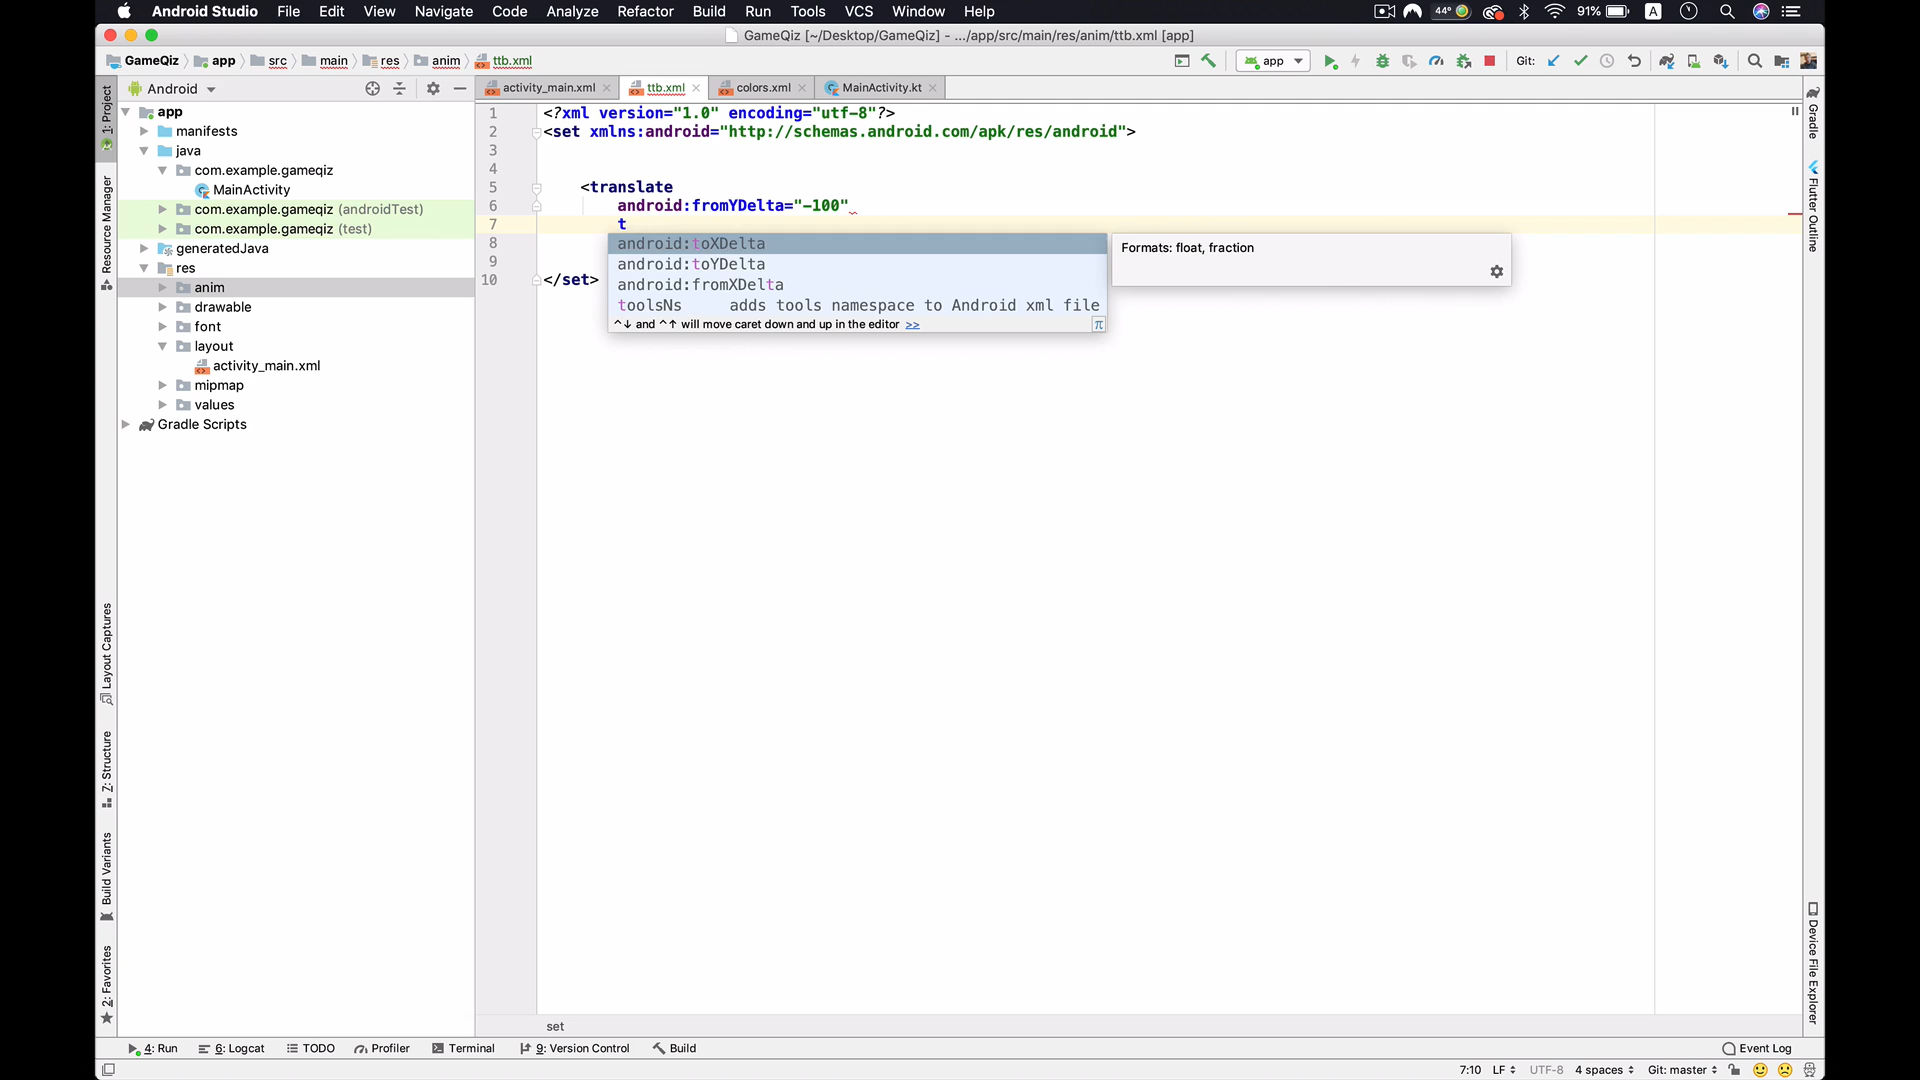 Android Studio File Edit View Navigate Code Analyze Refactor Build Run Tools VCS Window Help 44° 91% A
GameQiz [~/Desktop/GameQiz] - .../app/src/main/res/anim/ttb.xml [app]
GameQiz app src main res anim ttb.xml app Git:
Android activity_main.xml ttb.xml colors.xml MainActivity.kt
app
manifests
java
com.example.gameqiz
MainActivity
com.example.gameqiz (androidTest)
com.example.gameqiz (test)
generatedJava
res
anim
drawable
font
layout
activity_main.xml
mipmap
values
Gradle Scripts
1: Project
Resource Manager
Layout Captures
Z: Structure
Build Variants
2: Favorites
1 <?xml version="1.0" encoding="utf-8"?>
2 <set xmlns:android="http://schemas.android.com/apk/res/android">
3
4
5 <translate
6 android:fromYDelta="-100"
7 t
8
9
10 </set>
android:toXDelta
android:toYDelta
android:fromXDelta
toolsNs adds tools namespace to Android xml file
^↓ and ^↑ will move caret down and up in the editor >>
π
Formats: float, fraction
Gradle
Flutter Outline
Device File Explorer
set
4: Run 6: Logcat TODO Profiler Terminal 9: Version Control Build Event Log
7:10 LF UTF-8 4 spaces Git: master